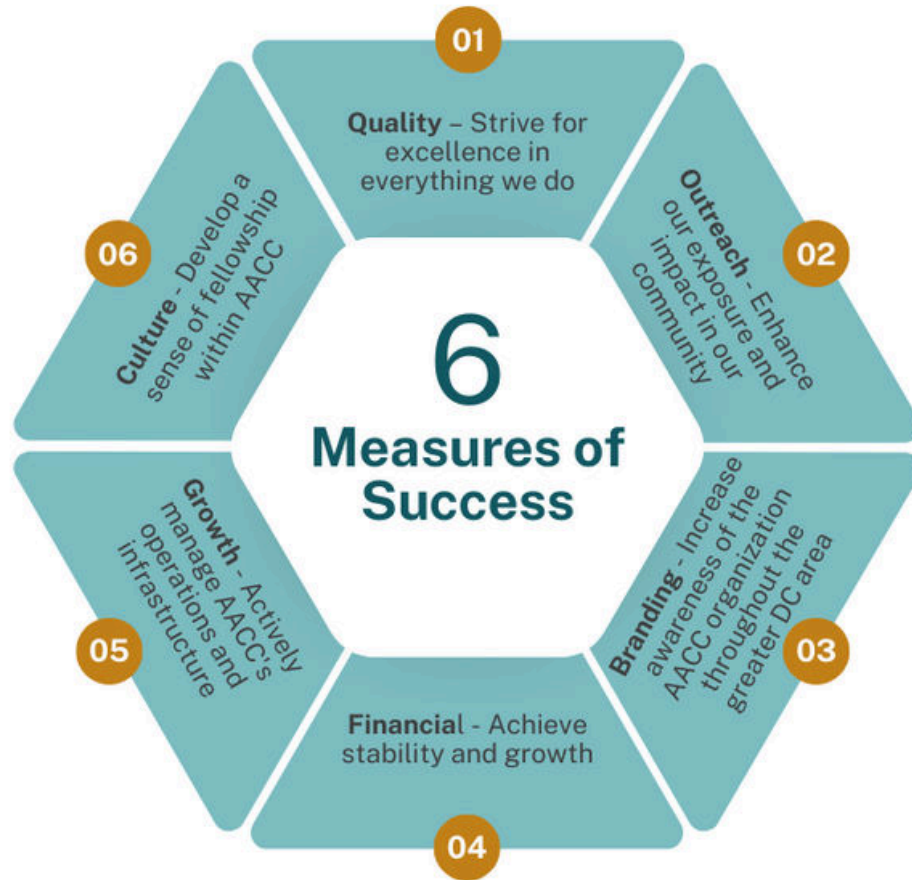 6
Measures of
Success
01
Quality – Strive for
excellence in
everything we do
02
Outreach - Enhance
our exposure and
impact in our
community
03
Branding - Increase
awareness of the
AACC organization
throughout the
greater DC area
04
Financial - Achieve
stability and growth
05
Growth - Actively
manage AACC's
operations and
infrastructure
06
Culture - Develop a
sense of fellowship
within AACC